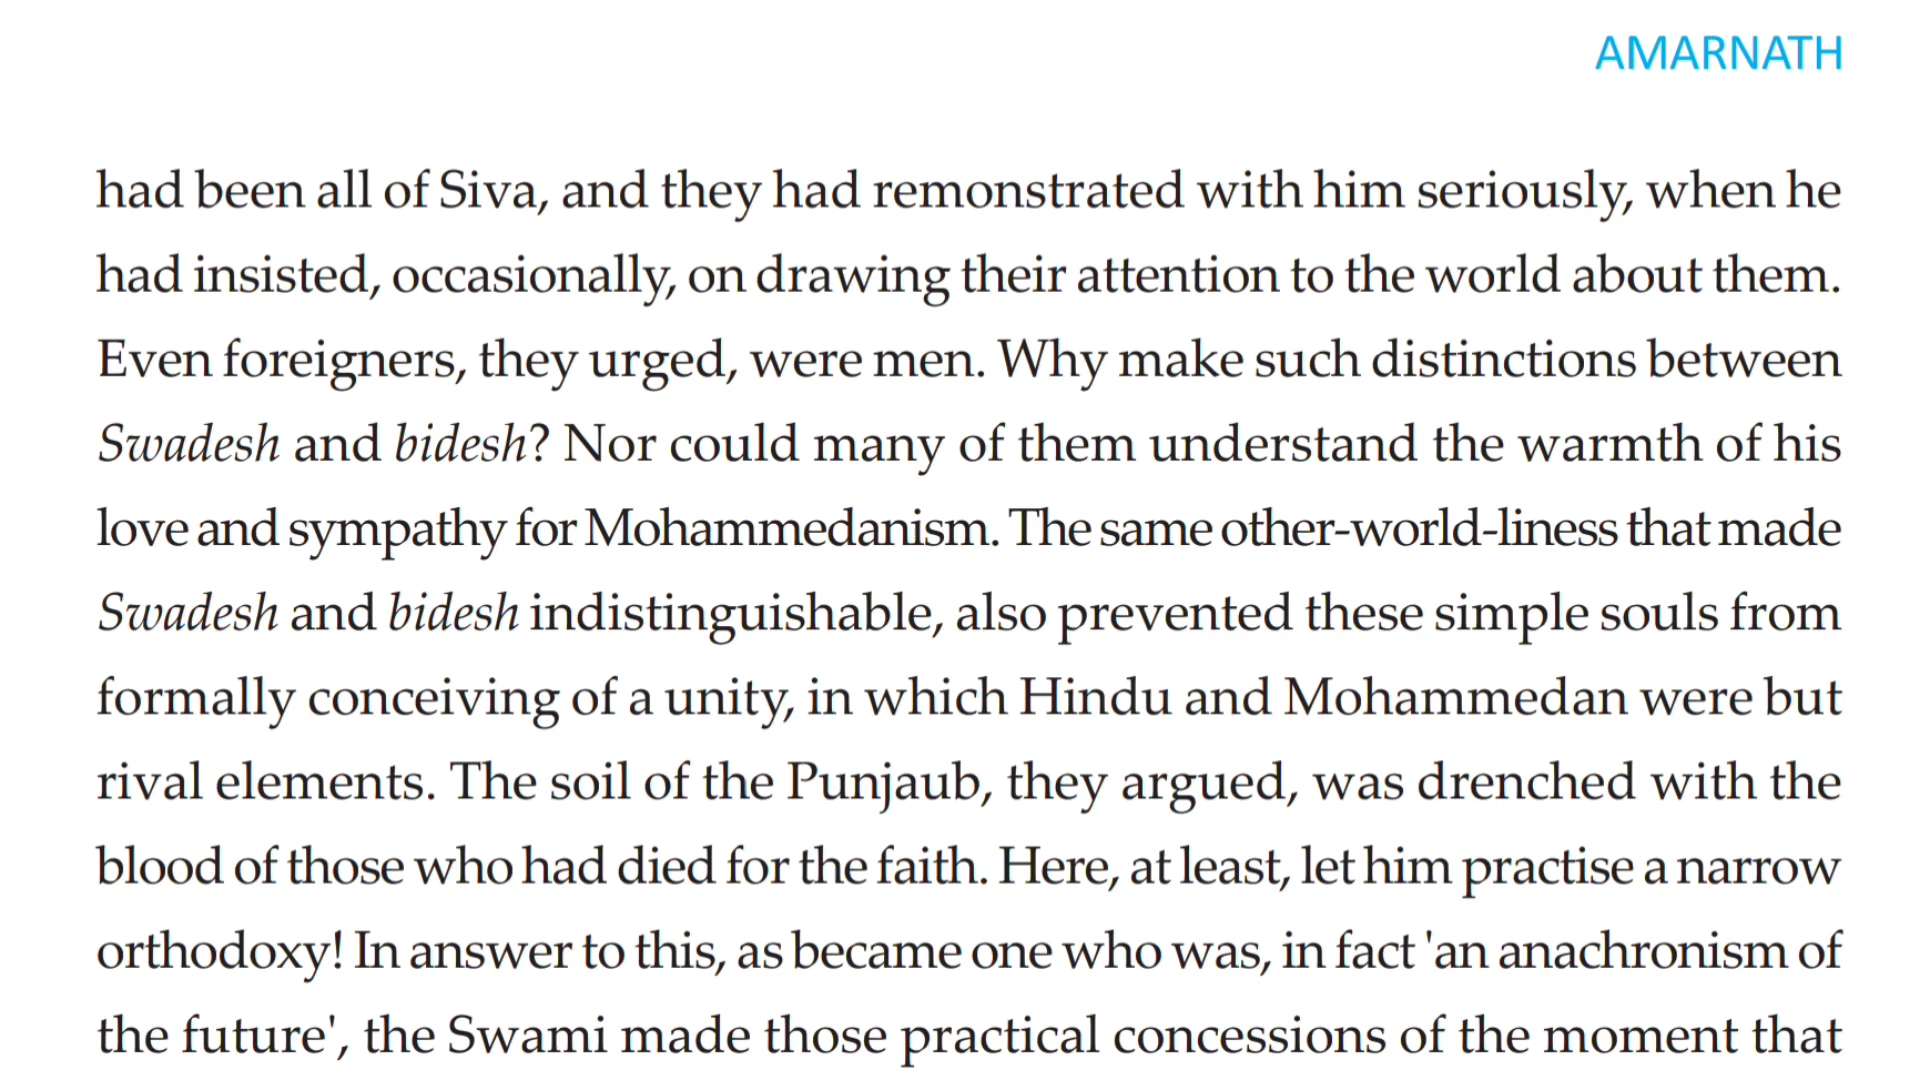 AMARNATH
had been all of Siva, and they had remonstrated with him seriously, when he
had insisted, occasionally, on drawing their attention to the world about them.
Even foreigners, they urged, were men. Why make such distinctions between
Swadesh and bidesh? Nor could many of them understand the warmth of his
love and sympathy for Mohammedanism. The same other-world-liness that made
Swadesh and bidesh indistinguishable, also prevented these simple souls from
formally conceiving of a unity, in which Hindu and Mohammedan were but
rival elements. The soil of the Punjaub, they argued, was drenched with the
blood of those who had died for the faith. Here, at least, let him practise a narrow
orthodoxy! In answer to this, as became one who was, in fact 'an anachronism of
the future', the Swami made those practical concessions of the moment that